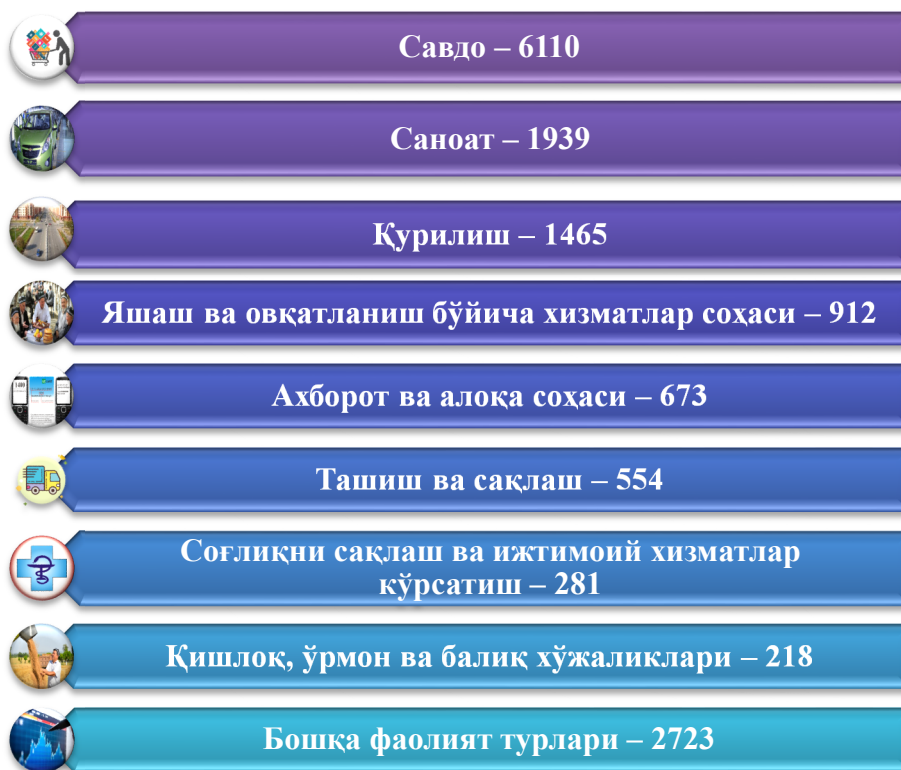 Савдо – 6110
Саноат – 1939
Қурилиш – 1465
Яшаш ва овқатланиш бўйича хизматлар соҳаси – 912
Ахборот ва алоқа соҳаси – 673
Ташиш ва сақлаш – 554
Соғлиқни сақлаш ва ижтимоий хизматлар
кўрсатиш – 281
Қишлоқ, ўрмон ва балиқ хўжаликлари – 218
Бошқа фаолият турлари – 2723